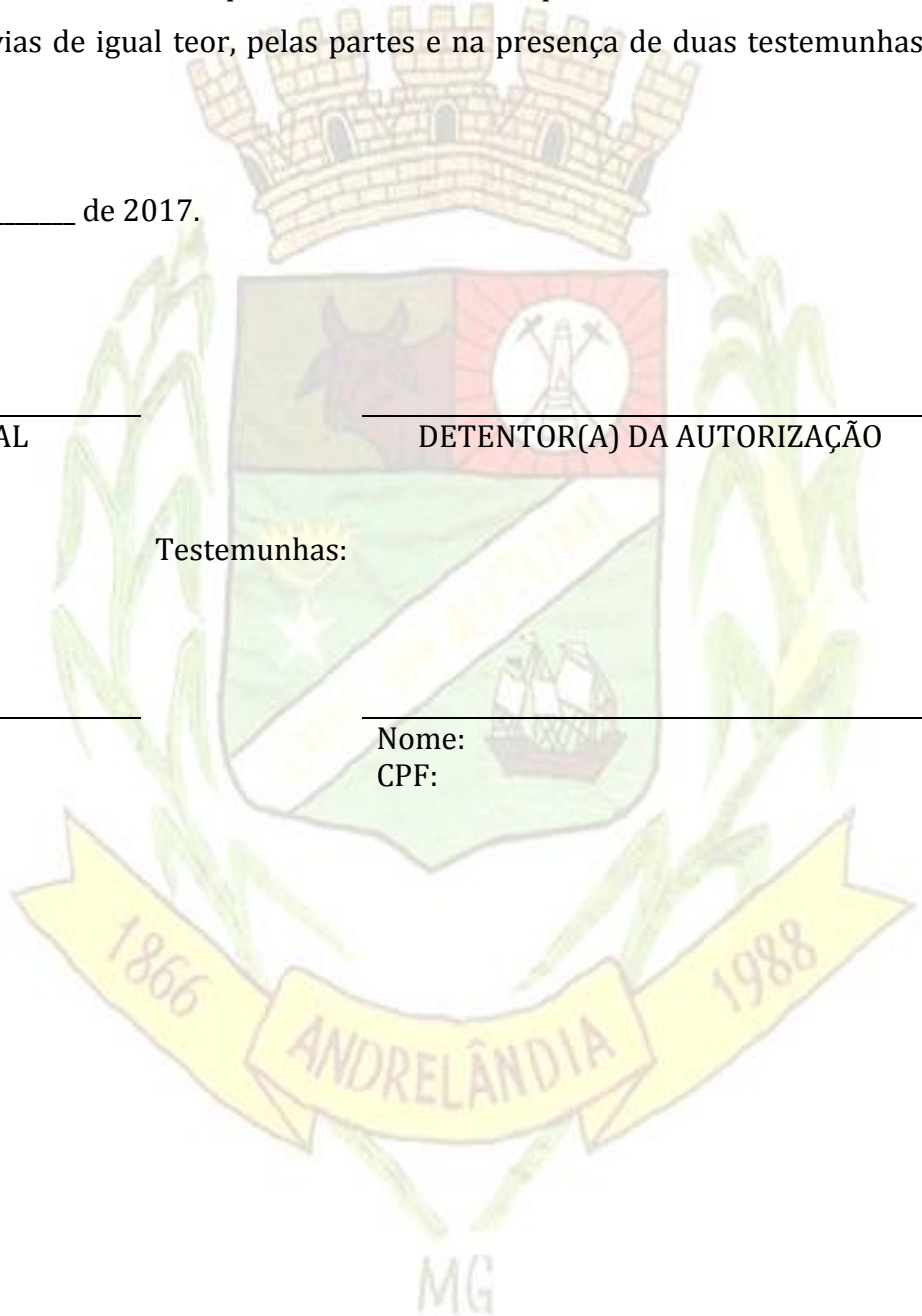 vias de igual teor, pelas partes e na presença de duas testemunhas
______ de 2017.
AL
DETENTOR(A) DA AUTORIZAÇÃO
Testemunhas:
Nome:
CPF:
1866
ANDRELÂNDIA
1988
MG